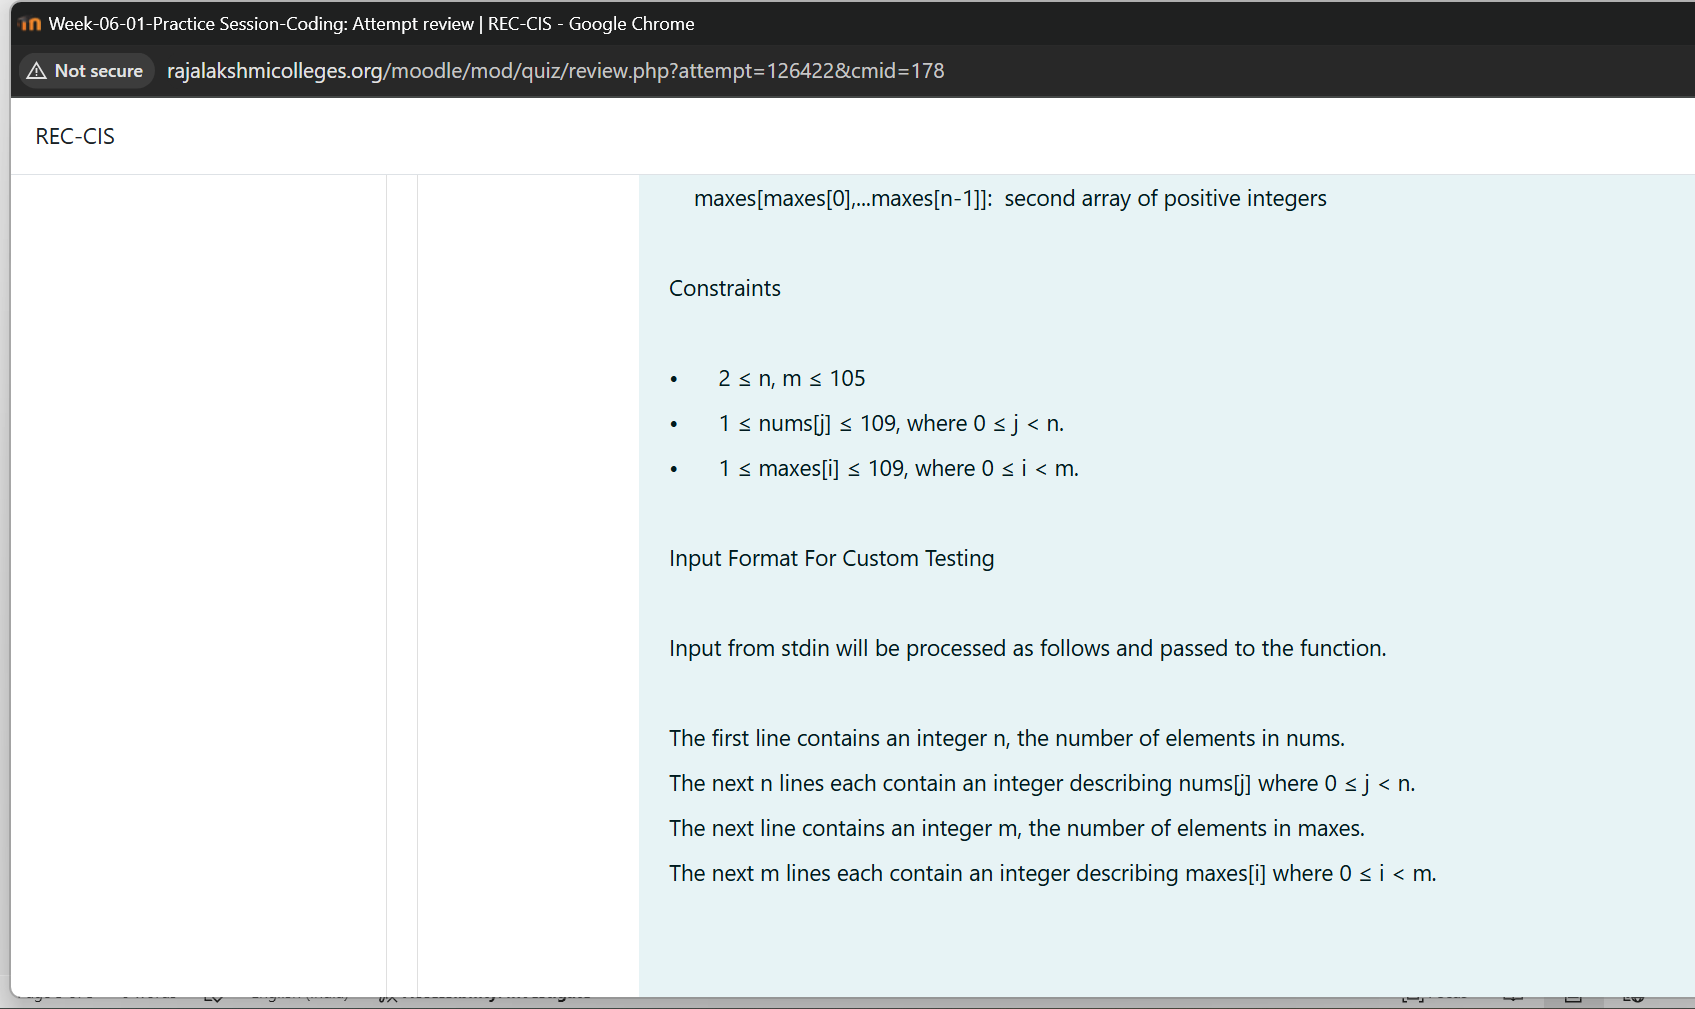 Week-06-01-Practice Session-Coding: Attempt review | REC-CIS - Google Chrome
Not secure rajalakshmicolleges.org/moodle/mod/quiz/review.php?attempt=126422&cmid=178
REC-CIS
maxes[maxes[0],...maxes[n-1]]: second array of positive integers
Constraints
• 2 ≤ n, m ≤ 105
• 1 ≤ nums[j] ≤ 109, where 0 ≤ j < n.
• 1 ≤ maxes[i] ≤ 109, where 0 ≤ i < m.
Input Format For Custom Testing
Input from stdin will be processed as follows and passed to the function.
The first line contains an integer n, the number of elements in nums.
The next n lines each contain an integer describing nums[j] where 0 ≤ j < n.
The next line contains an integer m, the number of elements in maxes.
The next m lines each contain an integer describing maxes[i] where 0 ≤ i < m.